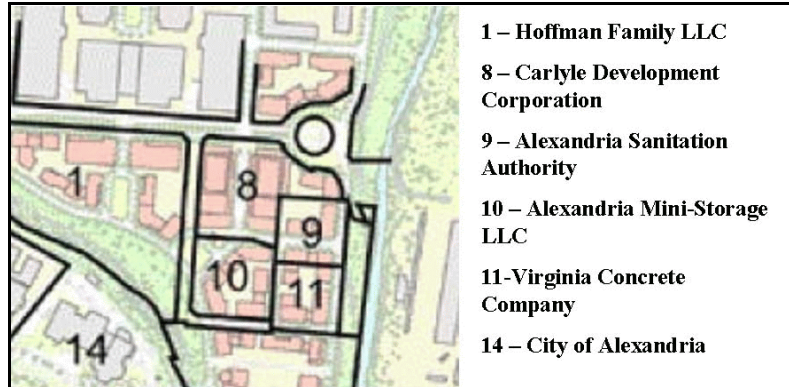 1 – Hoffman Family LLC
8 – Carlyle Development
Corporation
9 – Alexandria Sanitation
Authority
10 – Alexandria Mini-Storage
LLC
11-Virginia Concrete
Company
14 – City of Alexandria
1
8
9
10
11
14